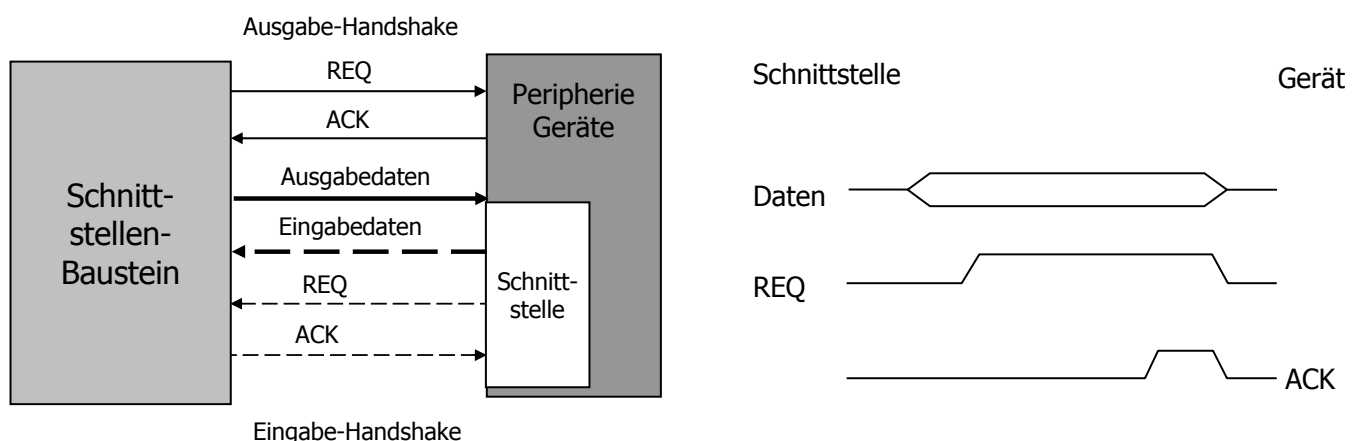 Ausgabe-Handshake
REQ
ACK
Ausgabedaten
Eingabedaten
REQ
ACK
Eingabe-Handshake
Schnitt-
stellen-
Baustein
Peripherie
Geräte
Schnitt-
stelle
Schnittstelle
Gerät
Daten
REQ
ACK